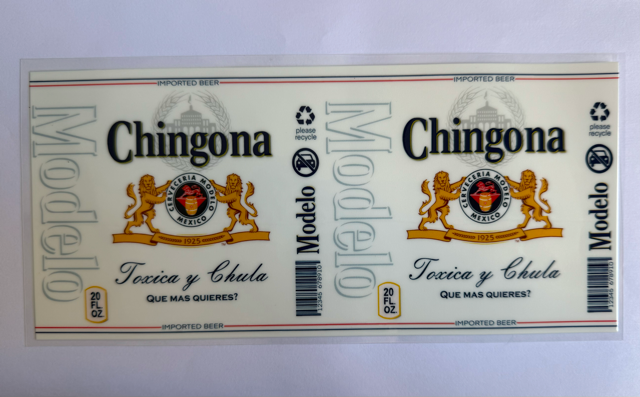 IMPORTED BEER
Modelo
Chingona
CERVECERIA MODELO
MEXICO
1925
Toxica y Chula
QUE MAS QUIERES?
20
FL
OZ.
IMPORTED BEER
please
recycle
Modelo
IMPORTED BEER
Modelo
Chingona
CERVECERIA MODELO
MEXICO
1925
Toxica y Chula
QUE MAS QUIERES?
20
FL
OZ.
IMPORTED BEER
please
recycle
Modelo